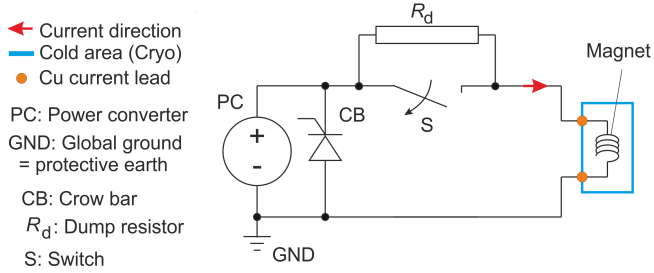 Current direction
Cold area (Cryo)
Cu current lead
PC: Power converter
GND: Global ground
= protective earth
CB: Crow bar
Rd: Dump resistor
S: Switch
Rd
Magnet
PC
CB
S
+
-
GND